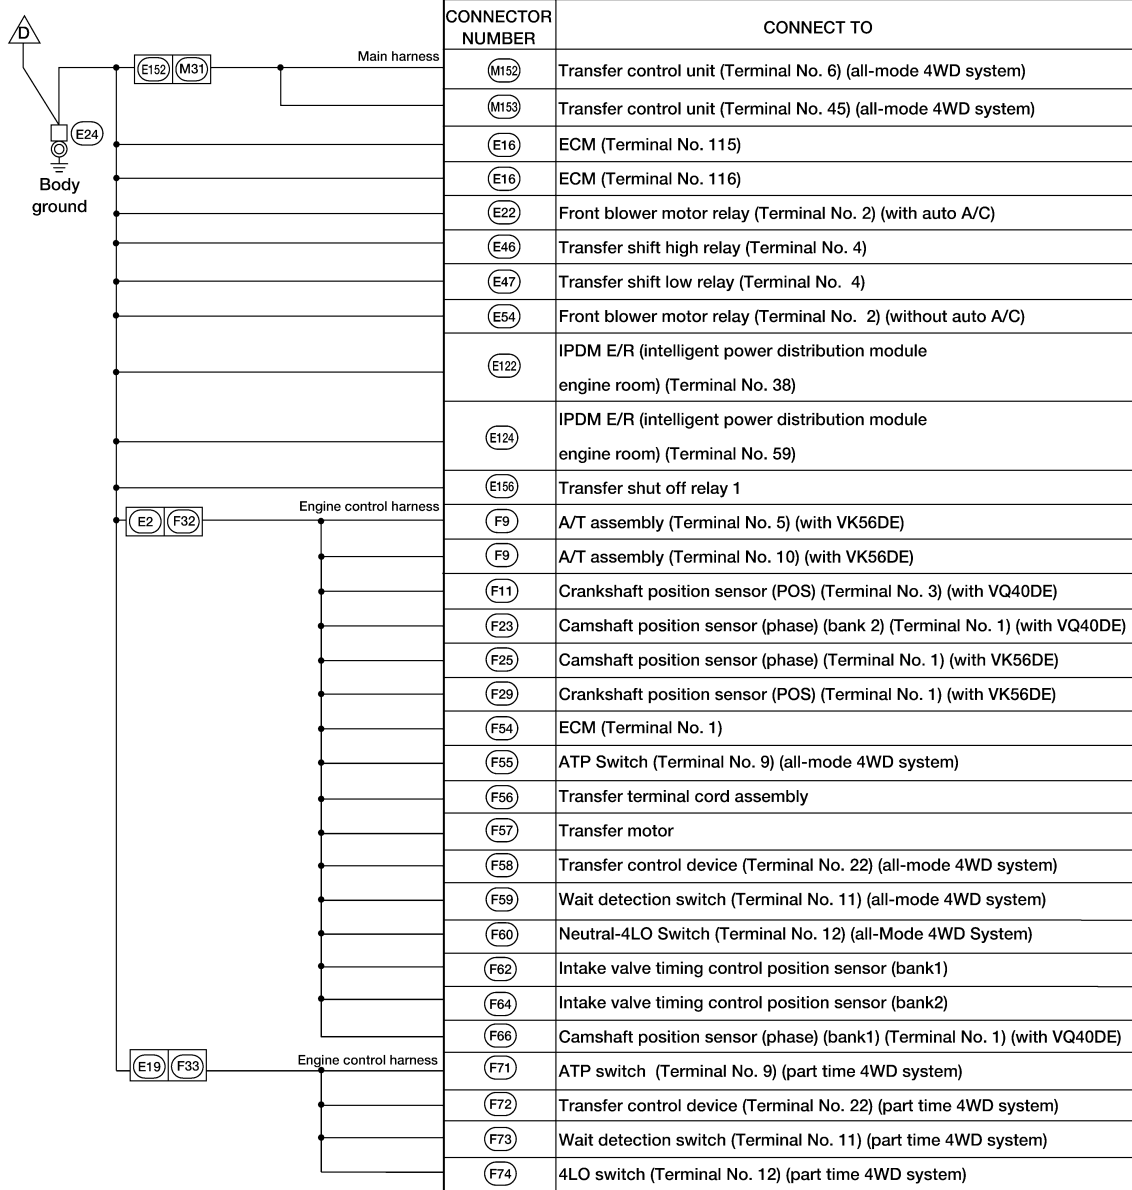 CONNECTOR
NUMBER
CONNECT TO
D
Main harness
E152 M31
M152 Transfer control unit (Terminal No. 6) (all-mode 4WD system)
M153 Transfer control unit (Terminal No. 45) (all-mode 4WD system)
E24
Body
ground
E16 ECM (Terminal No. 115)
E16 ECM (Terminal No. 116)
E22 Front blower motor relay (Terminal No. 2) (with auto A/C)
E46 Transfer shift high relay (Terminal No. 4)
E47 Transfer shift low relay (Terminal No. 4)
E54 Front blower motor relay (Terminal No. 2) (without auto A/C)
E122 IPDM E/R (intelligent power distribution module
engine room) (Terminal No. 38)
E124 IPDM E/R (intelligent power distribution module
engine room) (Terminal No. 59)
E156 Transfer shut off relay 1
Engine control harness
E2 F32
F9 A/T assembly (Terminal No. 5) (with VK56DE)
F9 A/T assembly (Terminal No. 10) (with VK56DE)
F11 Crankshaft position sensor (POS) (Terminal No. 3) (with VQ40DE)
F23 Camshaft position sensor (phase) (bank 2) (Terminal No. 1) (with VQ40DE)
F25 Camshaft position sensor (phase) (Terminal No. 1) (with VK56DE)
F29 Crankshaft position sensor (POS) (Terminal No. 1) (with VK56DE)
F54 ECM (Terminal No. 1)
F55 ATP Switch (Terminal No. 9) (all-mode 4WD system)
F56 Transfer terminal cord assembly
F57 Transfer motor
F58 Transfer control device (Terminal No. 22) (all-mode 4WD system)
F59 Wait detection switch (Terminal No. 11) (all-mode 4WD system)
F60 Neutral-4LO Switch (Terminal No. 12) (all-Mode 4WD System)
F62 Intake valve timing control position sensor (bank1)
F64 Intake valve timing control position sensor (bank2)
F66 Camshaft position sensor (phase) (bank1) (Terminal No. 1) (with VQ40DE)
Engine control harness
E19 F33
F71 ATP switch (Terminal No. 9) (part time 4WD system)
F72 Transfer control device (Terminal No. 22) (part time 4WD system)
F73 Wait detection switch (Terminal No. 11) (part time 4WD system)
F74 4LO switch (Terminal No. 12) (part time 4WD system)